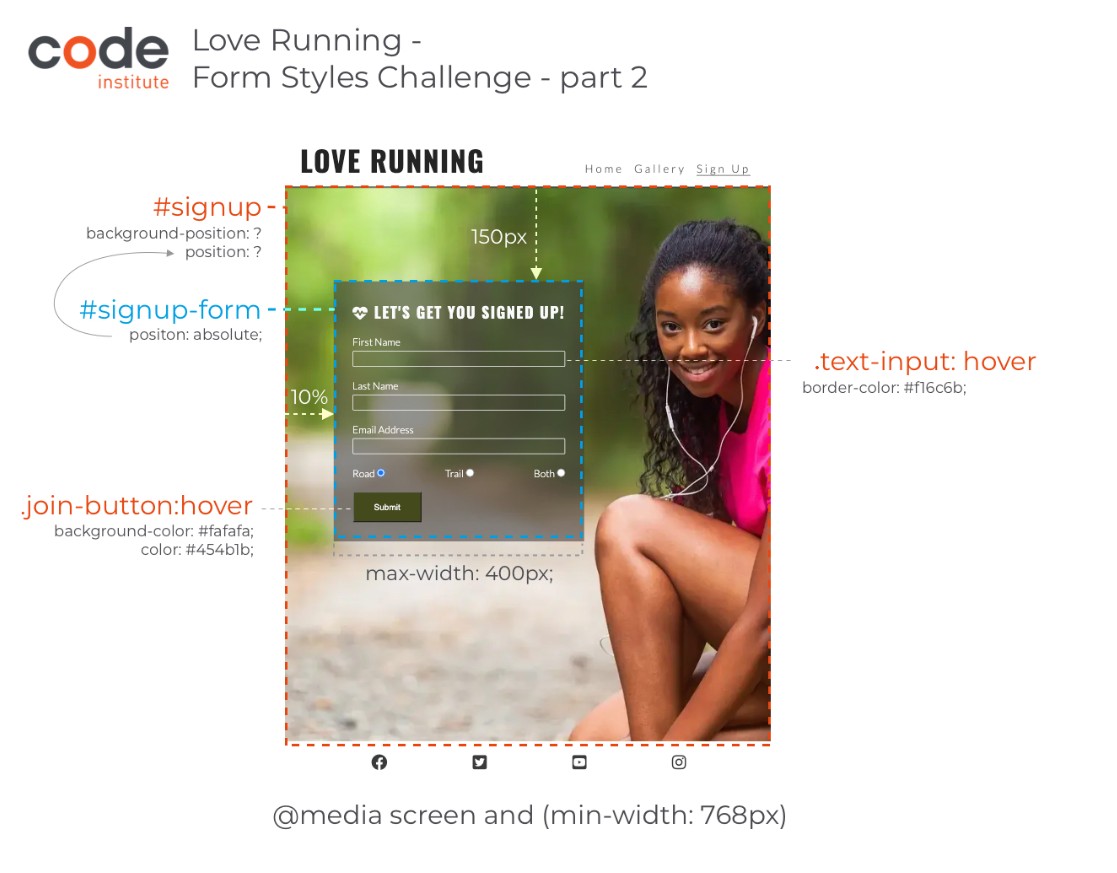 code
institute
Love Running -
Form Styles Challenge - part 2
LOVE RUNNING
Home Gallery Sign Up
#signup
background-position: ?
position: ?
150px
#signup-form
positon: absolute;
LET'S GET YOU SIGNED UP!
First Name
.text-input: hover
border-color: #f16c6b;
Last Name
10%
Email Address
Road Trail Both
.join-button:hover
background-color: #fafafa;
color: #454b1b;
Submit
max-width: 400px;
@media screen and (min-width: 768px)